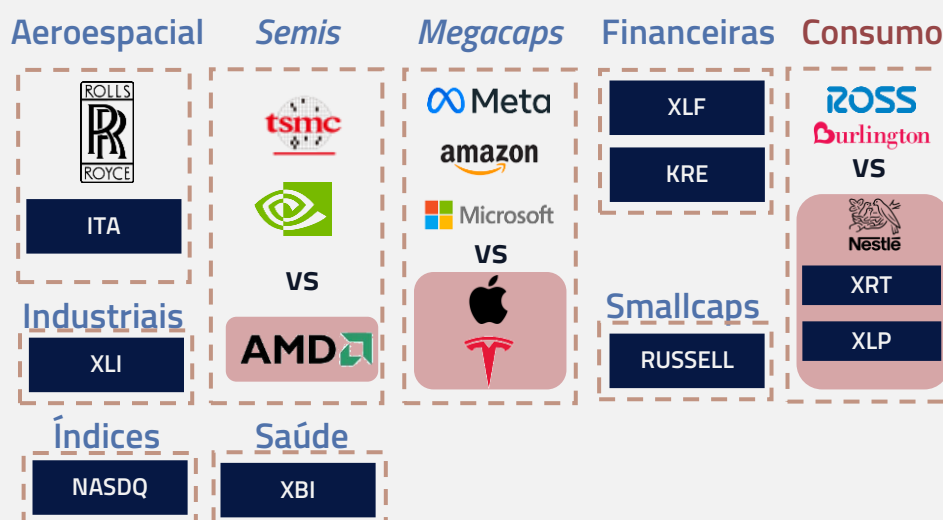 Aeroespacial
ROLLS
RR
ROYCE
ITA
Industriais
XLI
Índices
NASDQ
Semis
tsmc
VS
AMD
Saúde
XBI
Megacaps
Meta
amazon
Microsoft
VS
Financeiras
XLF
KRE
Smallcaps
RUSSELL
Consumo
ROSS
Burlington
VS
Nestlé
XRT
XLP